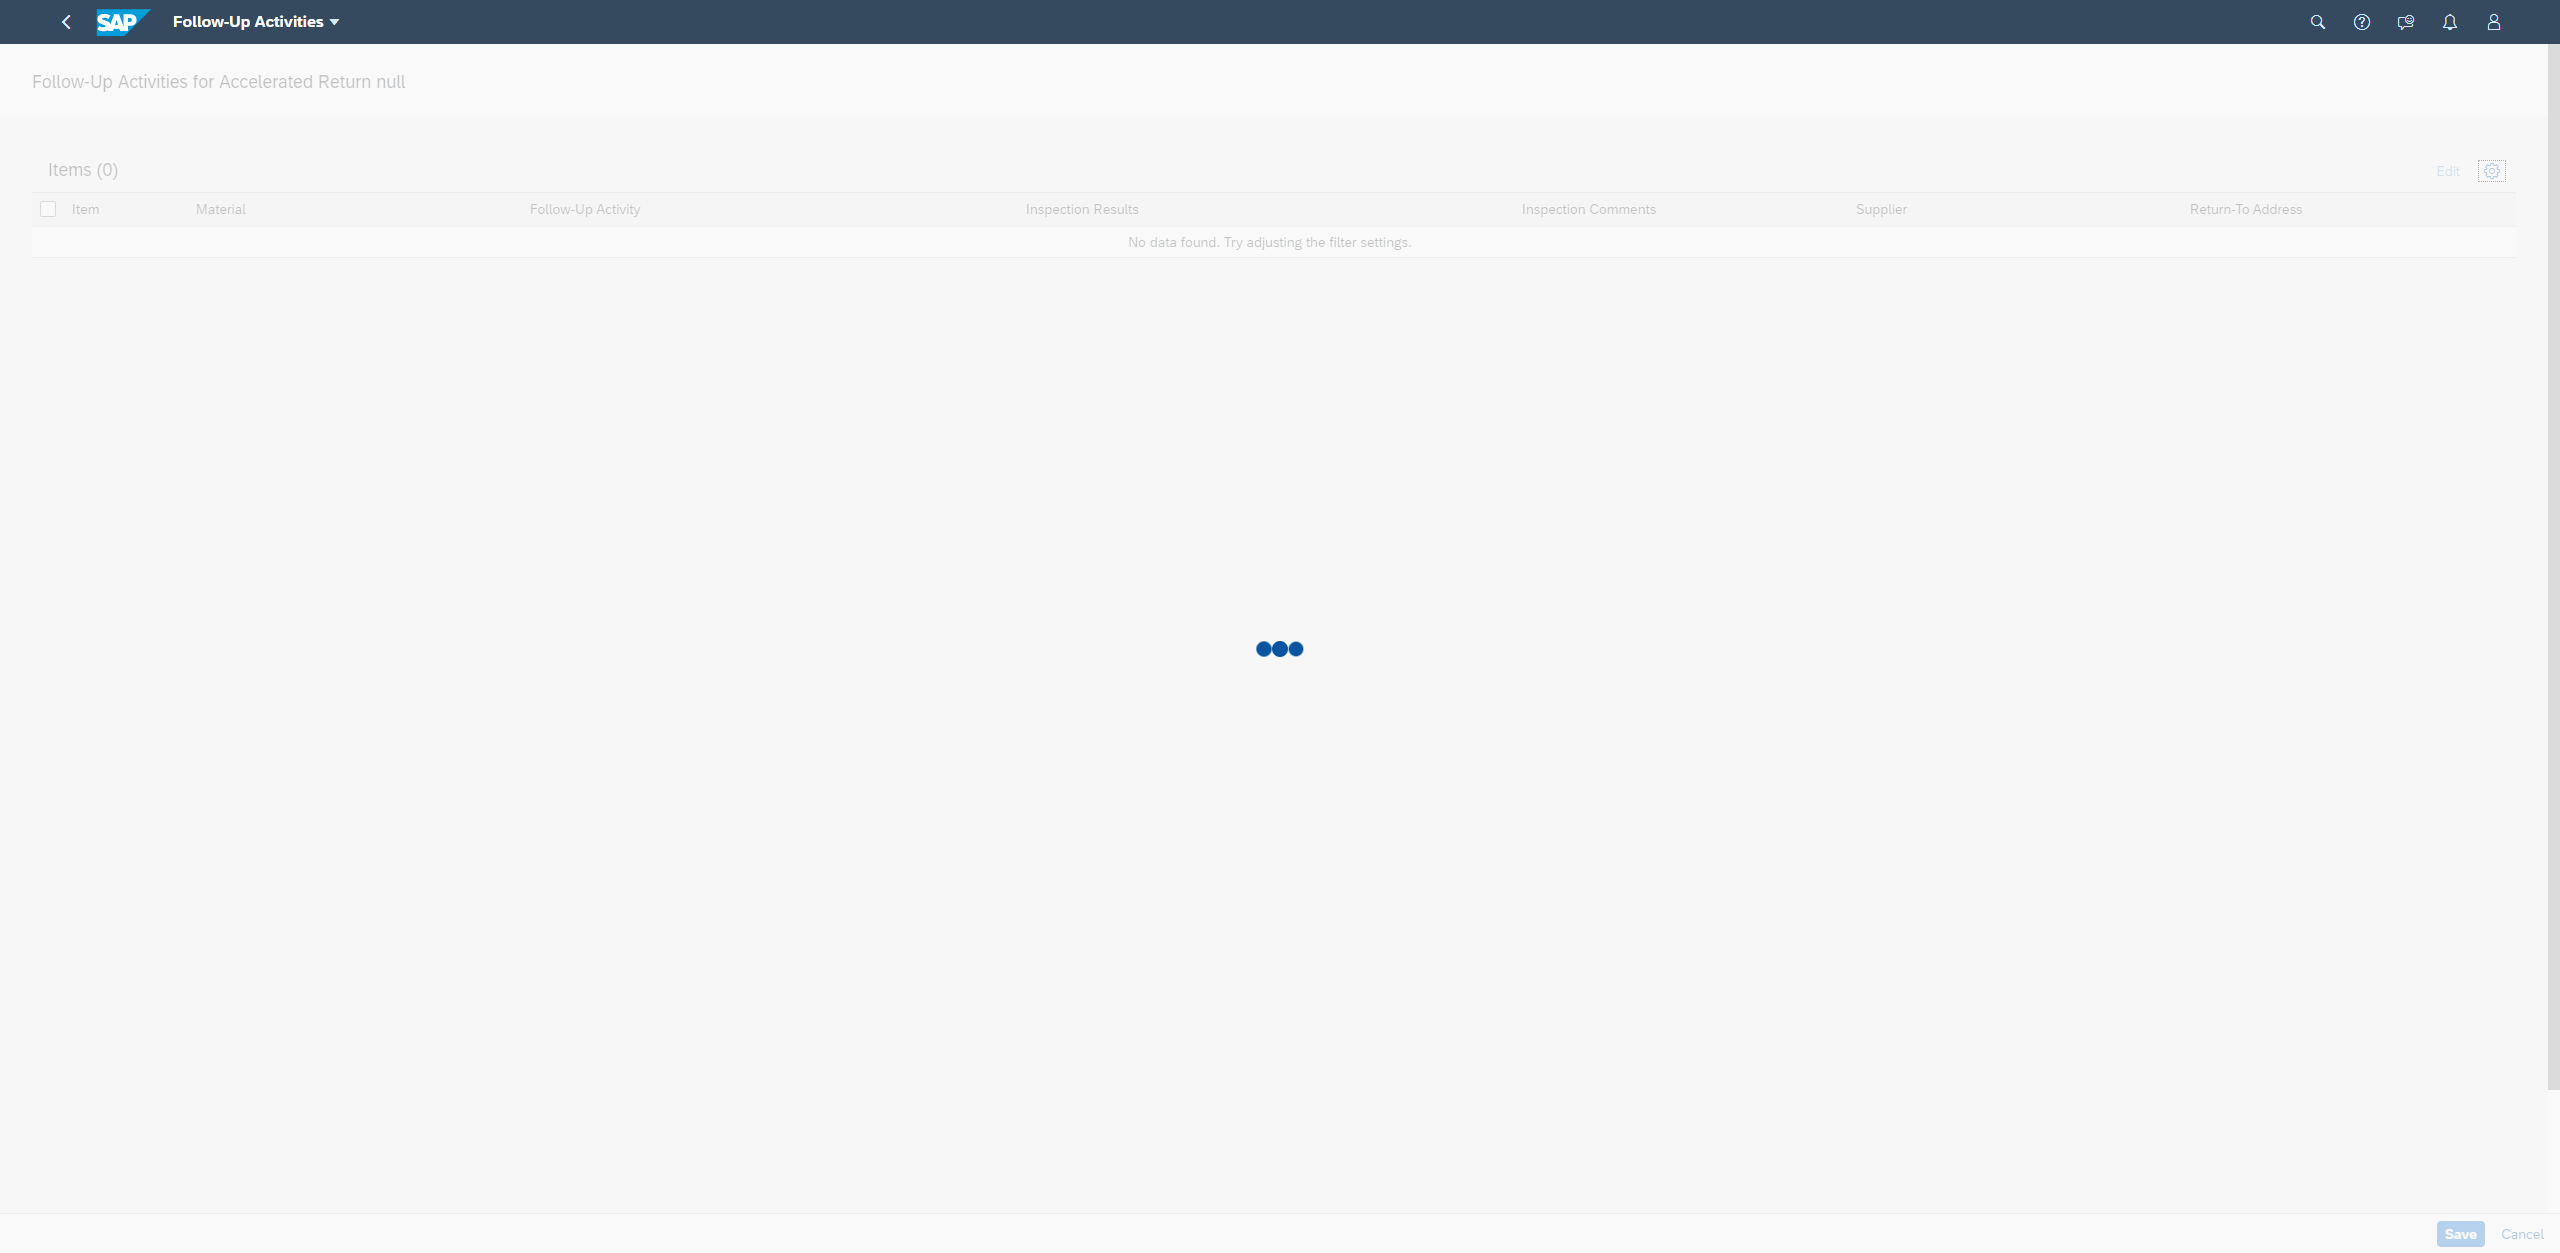 SAP Follow-Up Activities
Follow-Up Activities for Accelerated Return null
Items (0) Edit
Item Material Follow-Up Activity Inspection Results Inspection Comments Supplier Return-To Address
No data found. Try adjusting the filter settings.
Save Cancel